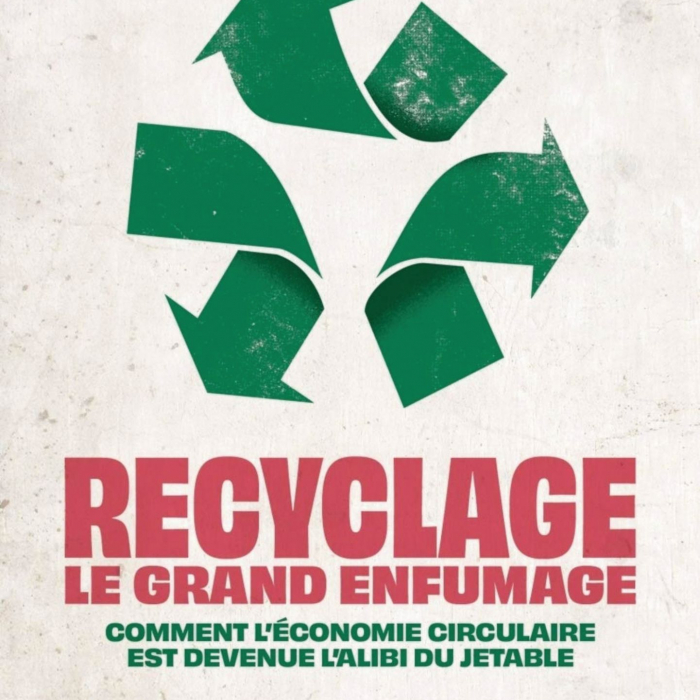 RECYCLAGE
LE GRAND ENFUMAGE
COMMENT L'ÉCONOMIE CIRCULAIRE
EST DEVENUE L'ALIBI DU JETABLE